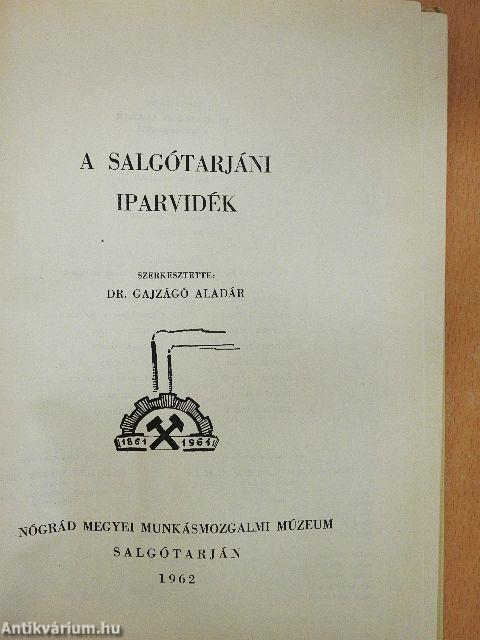 A SALGÓTARJÁNI
IPARVIDÉK
SZERKESZTETTE:
DR. GAJZÁGÓ ALADÁR
1861 1961
NÓGRÁD MEGYEI MUNKÁSMOZGALMI MÚZEUM
SALGÓTARJÁN
1962
Antikvárium.hu